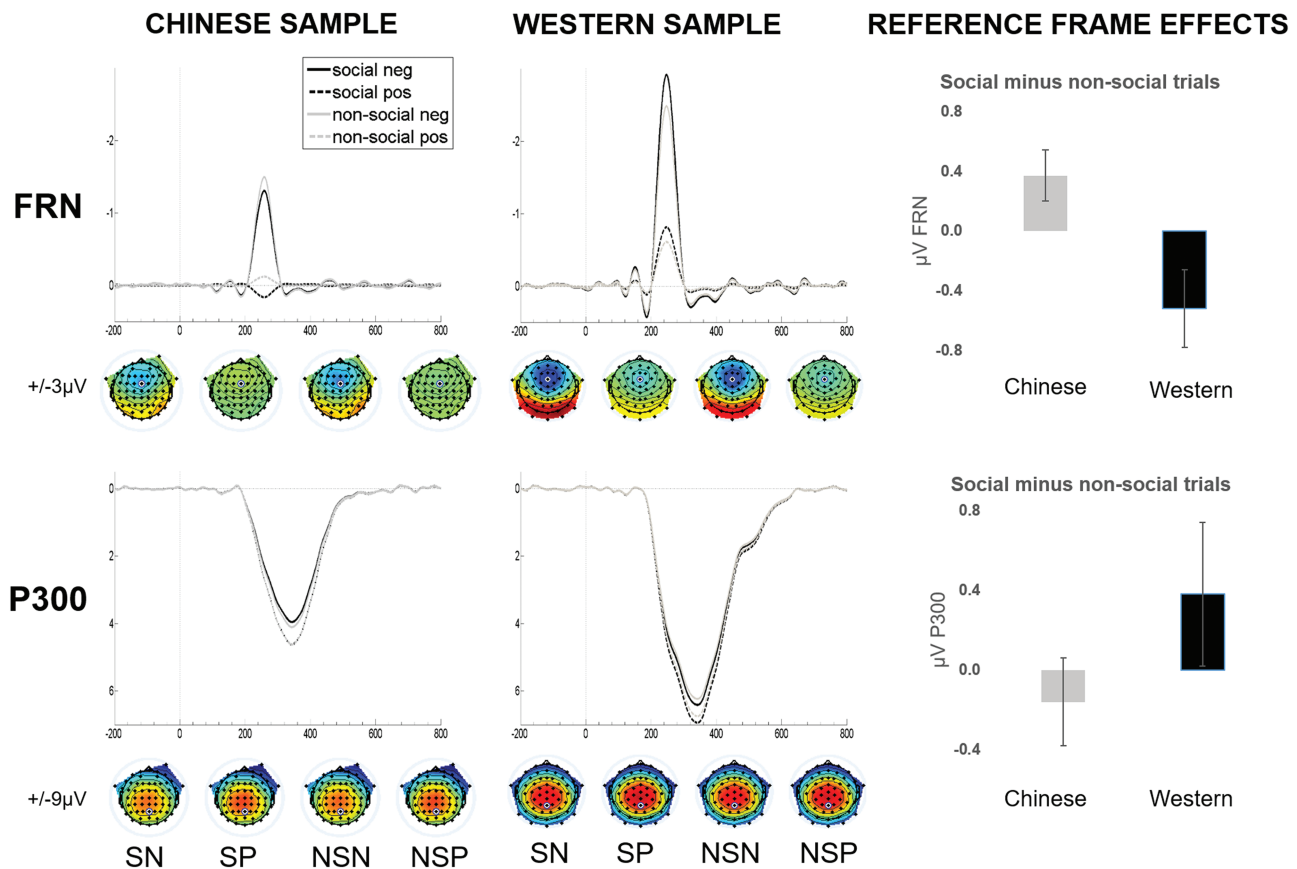 CHINESE SAMPLE
WESTERN SAMPLE
REFERENCE FRAME EFFECTS
social neg
social pos
non-social neg
non-social pos
FRN
-2
-1
0
-200 0 200 400 600 800
-2
-1
0
-200 0 200 400 600 800
Social minus non-social trials
0.8
0.4
0.0
-0.4
-0.8
µV FRN
Chinese
Western
+/-3µV
P300
0
2
4
6
-200 0 200 400 600 800
0
2
4
6
-200 0 200 400 600 800
Social minus non-social trials
0.8
0.4
0.0
-0.4
µV P300
Chinese
Western
+/-9µV
SN SP NSN NSP
SN SP NSN NSP